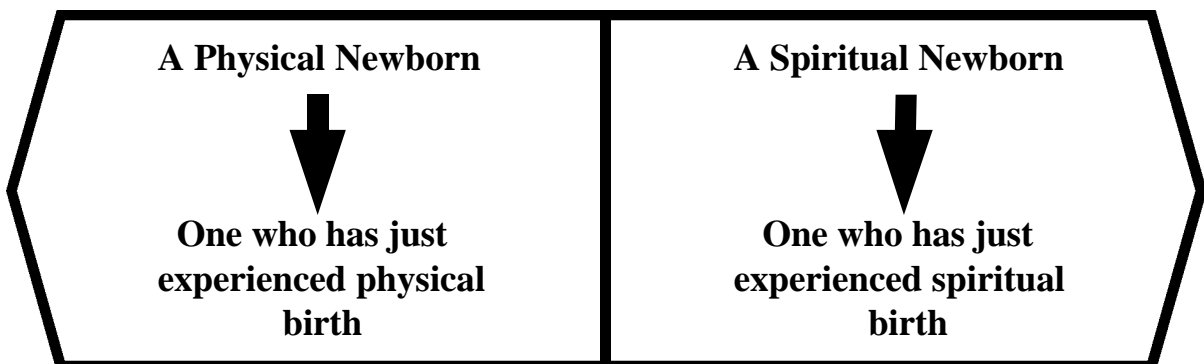 A Physical Newborn
One who has just
experienced physical
birth
A Spiritual Newborn
One who has just
experienced spiritual
birth